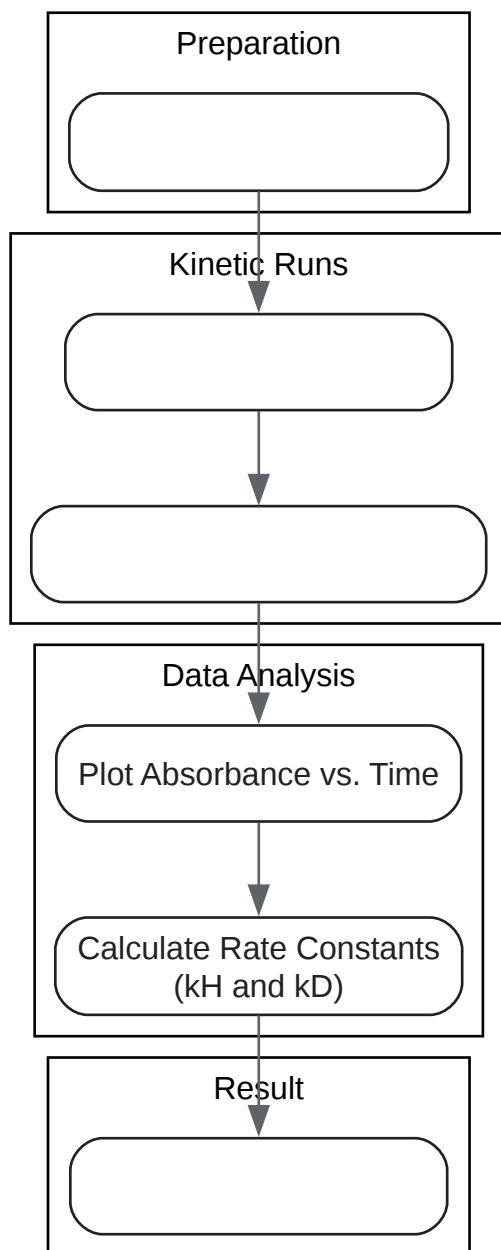 Preparation
Kinetic Runs
Data Analysis
Plot Absorbance vs. Time
Calculate Rate Constants
(kH and kD)
Result